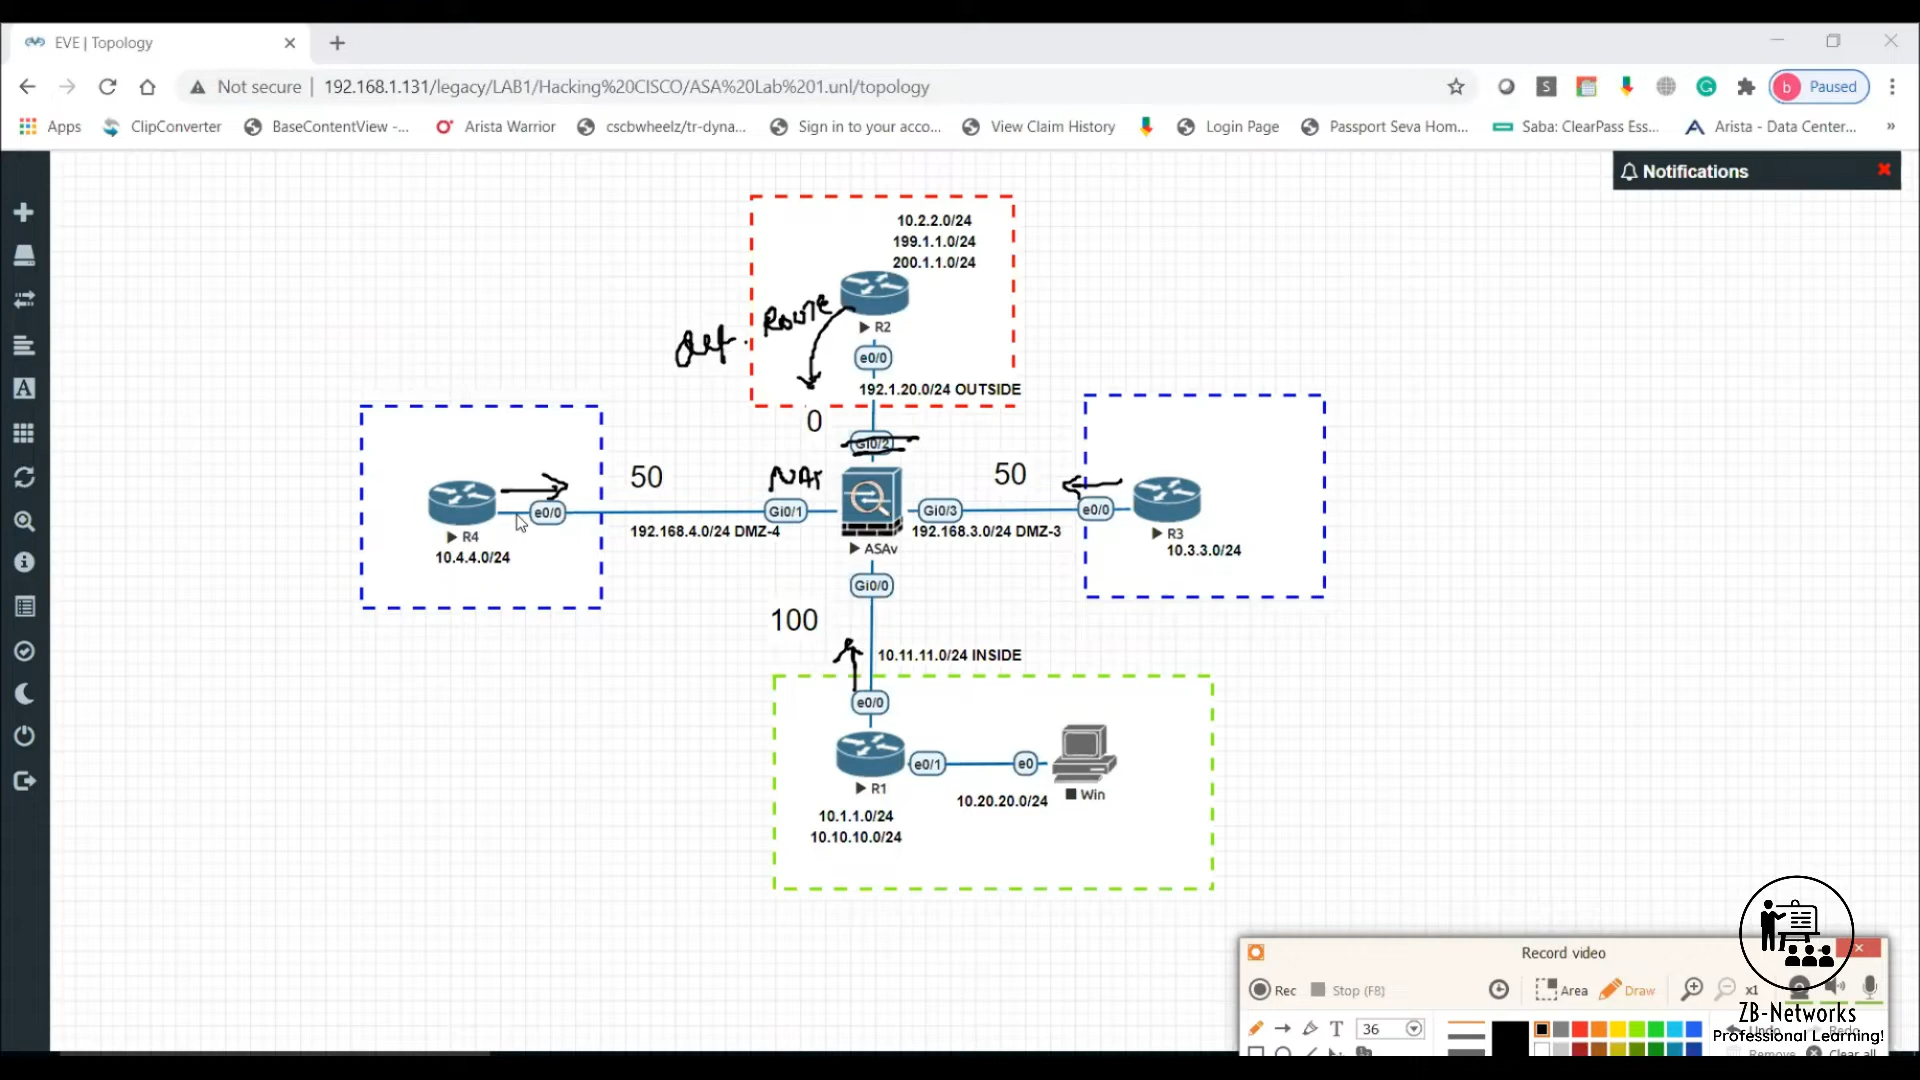 EVE | Topology
Not secure | 192.168.1.131/legacy/LAB1/Hacking%20CISCO/ASA%20Lab%201.unl/topology
S
G
b Paused
Apps
ClipConverter
BaseContentView -...
Arista Warrior
cscbwheelz/tr-dyna...
Sign in to your acco...
View Claim History
Login Page
Passport Seva Hom...
Saba: ClearPass Ess...
Arista - Data Center...
»
Notifications
10.2.2.0/24
199.1.1.0/24
200.1.1.0/24
def. Route
R2
e0/0
192.1.20.0/24 OUTSIDE
0
Gi0/2
50
NAT
50
e0/0
Gi0/1
Gi0/3
e0/0
192.168.4.0/24 DMZ-4
192.168.3.0/24 DMZ-3
R4
10.4.4.0/24
ASAv
R3
10.3.3.0/24
Gi0/0
100
10.11.11.0/24 INSIDE
e0/0
e0/1
e0
R1
Win
10.20.20.0/24
10.1.1.0/24
10.10.10.0/24
Record video
Rec
Stop (F8)
Area
Draw
x1
T
36
ZB-Networks
Professional Learning!
Undo
Redo
Remove
Clear all